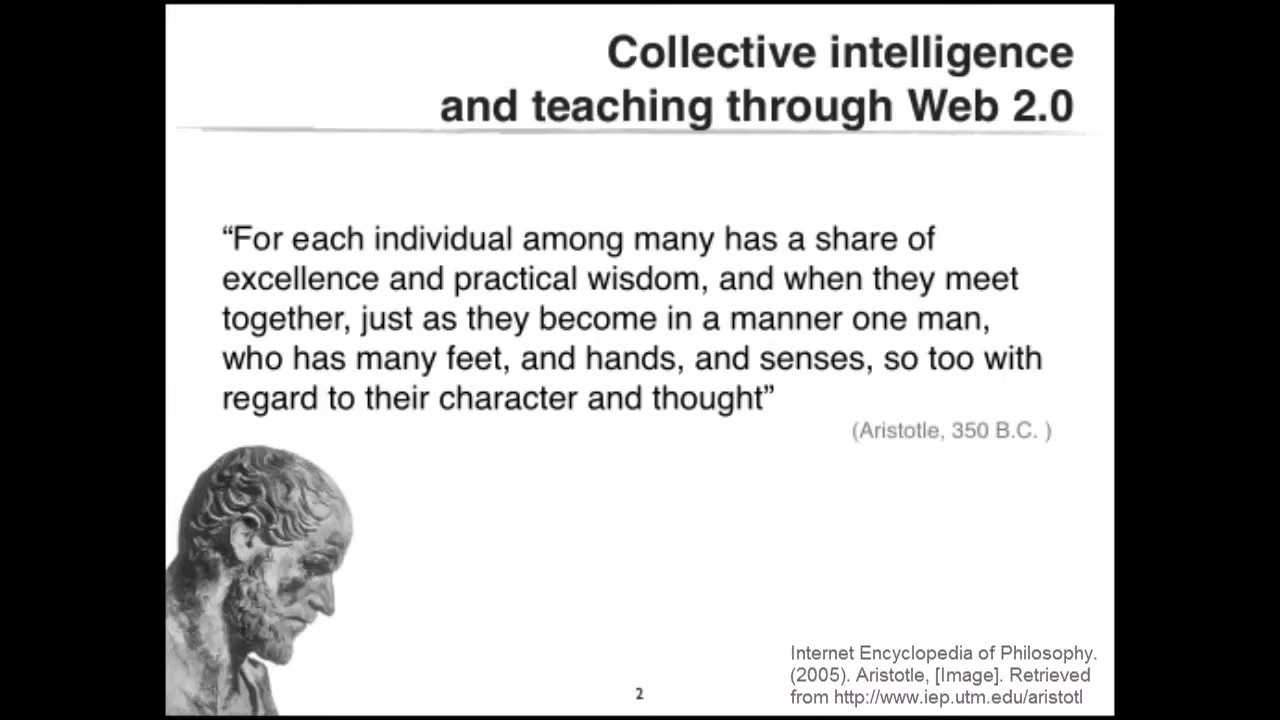 Collective intelligence
and teaching through Web 2.0
“For each individual among many has a share of
excellence and practical wisdom, and when they meet
together, just as they become in a manner one man,
who has many feet, and hands, and senses, so too with
regard to their character and thought”
(Aristotle, 350 B.C. )
Internet Encyclopedia of Philosophy.
(2005). Aristotle, [Image]. Retrieved
from http://www.iep.utm.edu/aristotl
2